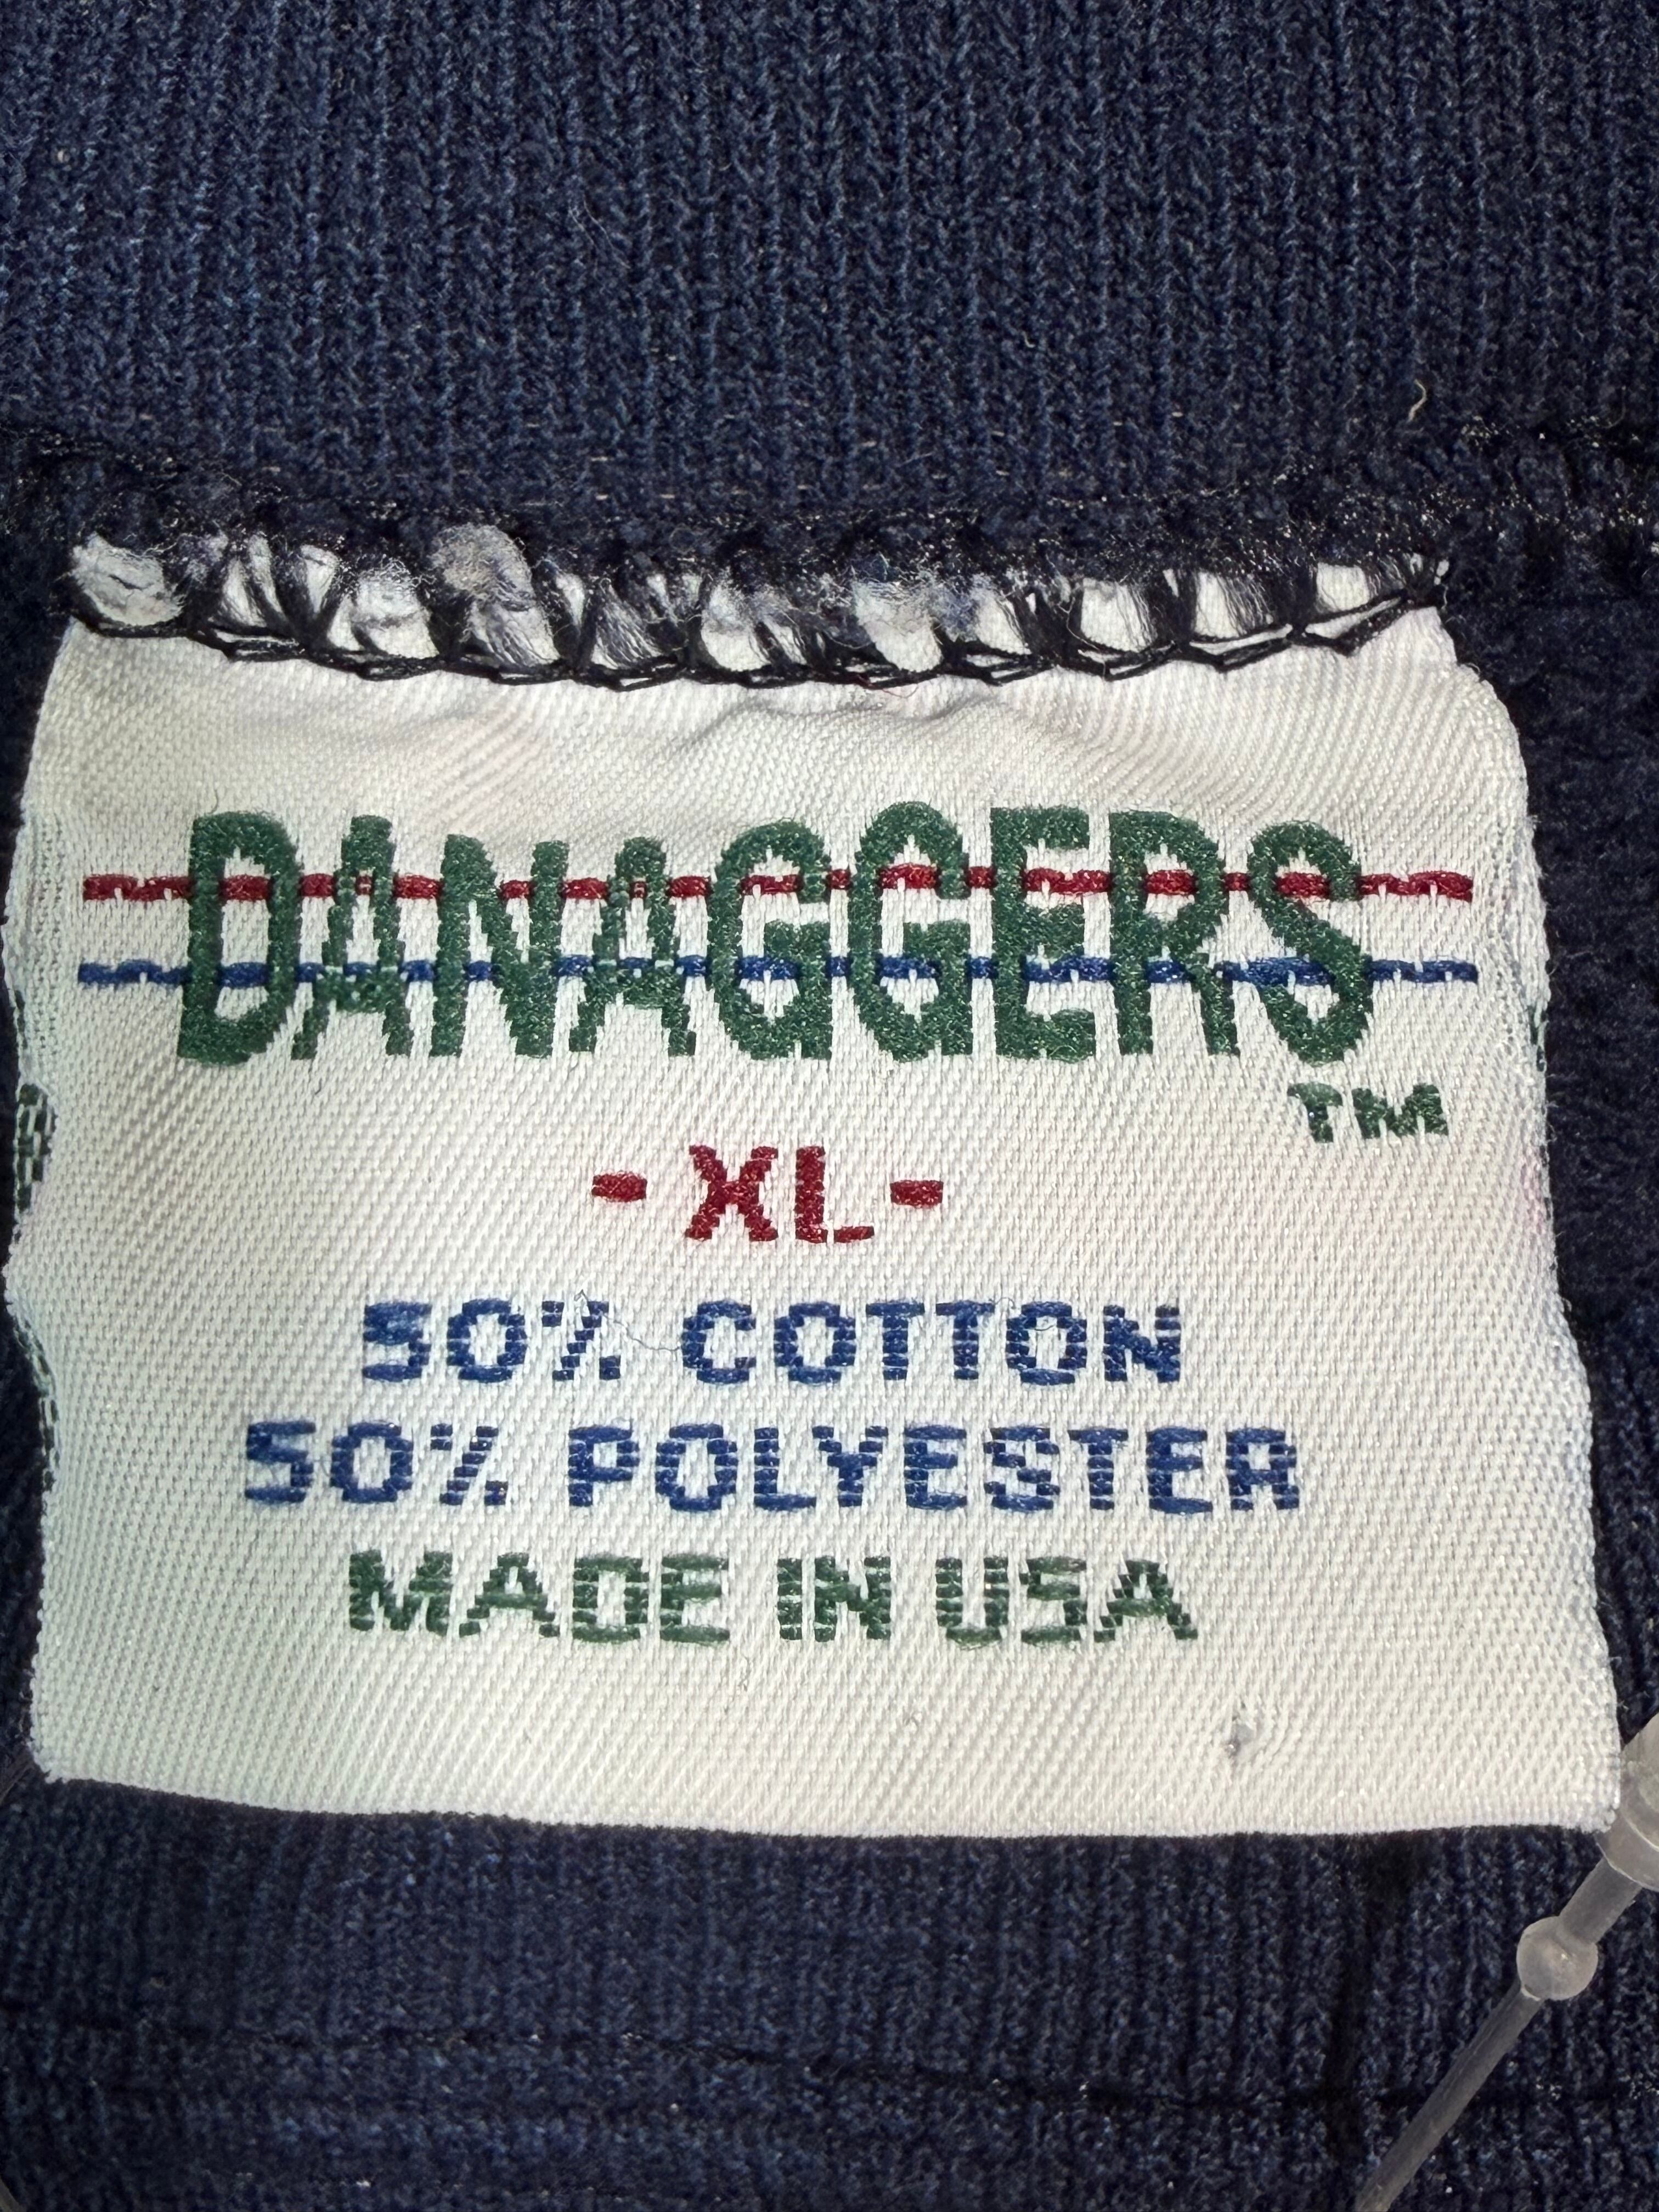 DANAGGERS
TM
-XL-
50% COTTON
50% POLYESTER
MADE IN USA